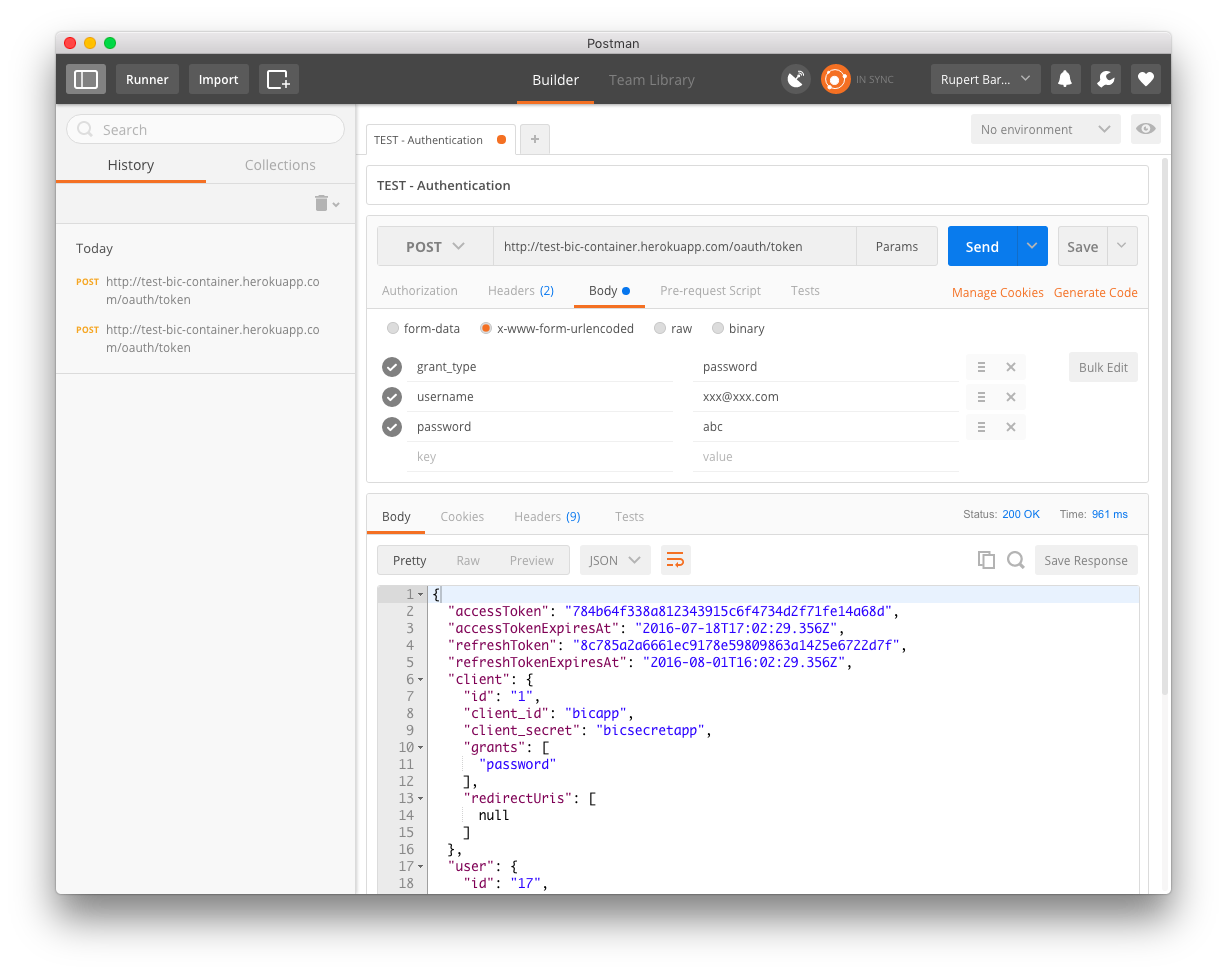 Postman
Runner Import Builder Team Library IN SYNC Rupert Bar...
Search
History Collections
Today
POST http://test-bic-container.herokuapp.co
m/oauth/token
POST http://test-bic-container.herokuapp.co
m/oauth/token
TEST - Authentication + No environment
TEST - Authentication
POST http://test-bic-container.herokuapp.com/oauth/token Params Send Save
Authorization Headers (2) Body Pre-request Script Tests Manage Cookies Generate Code
form-data x-www-form-urlencoded raw binary
grant_type password Bulk Edit
username xxx@xxx.com
password abc
key value
Body Cookies Headers (9) Tests Status: 200 OK Time: 961 ms
Pretty Raw Preview JSON Save Response
1 {
2 "accessToken": "784b64f338a812343915c6f4734d2f71fe14a68d",
3 "accessTokenExpiresAt": "2016-07-18T17:02:29.356Z",
4 "refreshToken": "8c785a2a6661ec9178e59809863a1425e6722d7f",
5 "refreshTokenExpiresAt": "2016-08-01T16:02:29.356Z",
6 "client": {
7 "id": "1",
8 "client_id": "bicapp",
9 "client_secret": "bicsecretapp",
10 "grants": [
11 "password"
12 ],
13 "redirectUris": [
14 null
15 ]
16 },
17 "user": {
18 "id": "17",